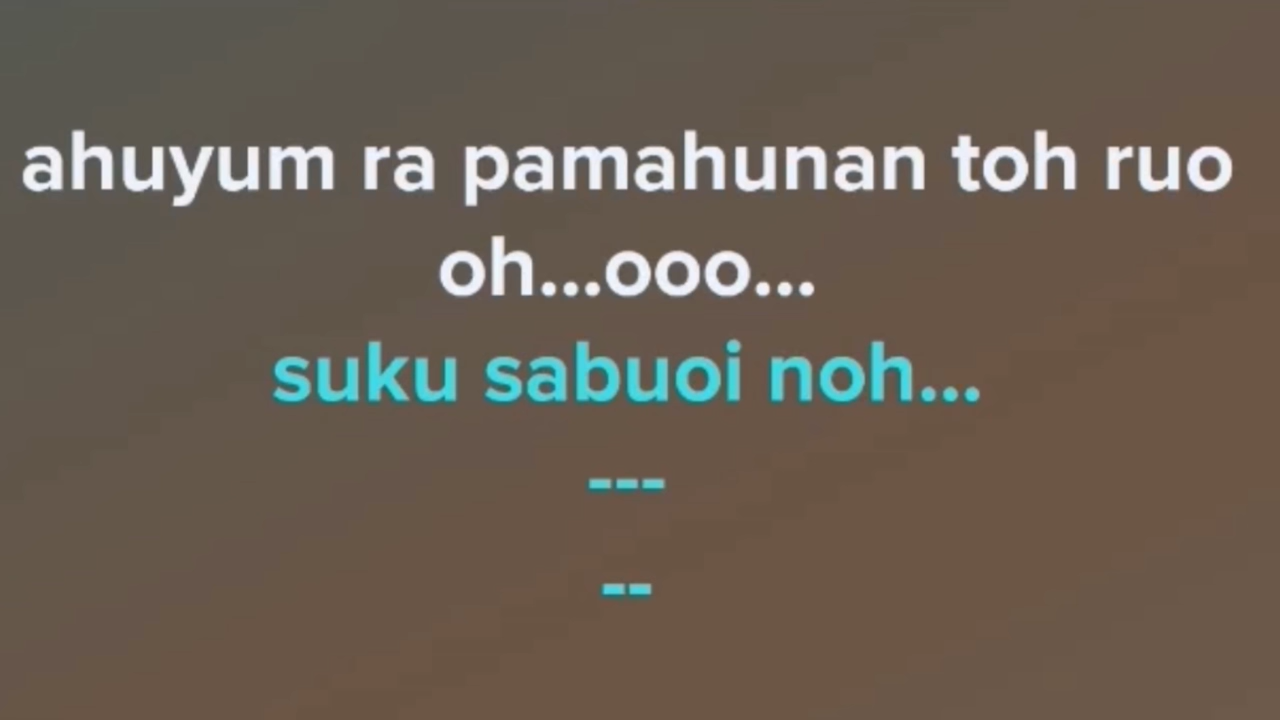 ahuyum ra pamahunan toh ruo
oh...ooo...
suku sabuoi noh...
---
--